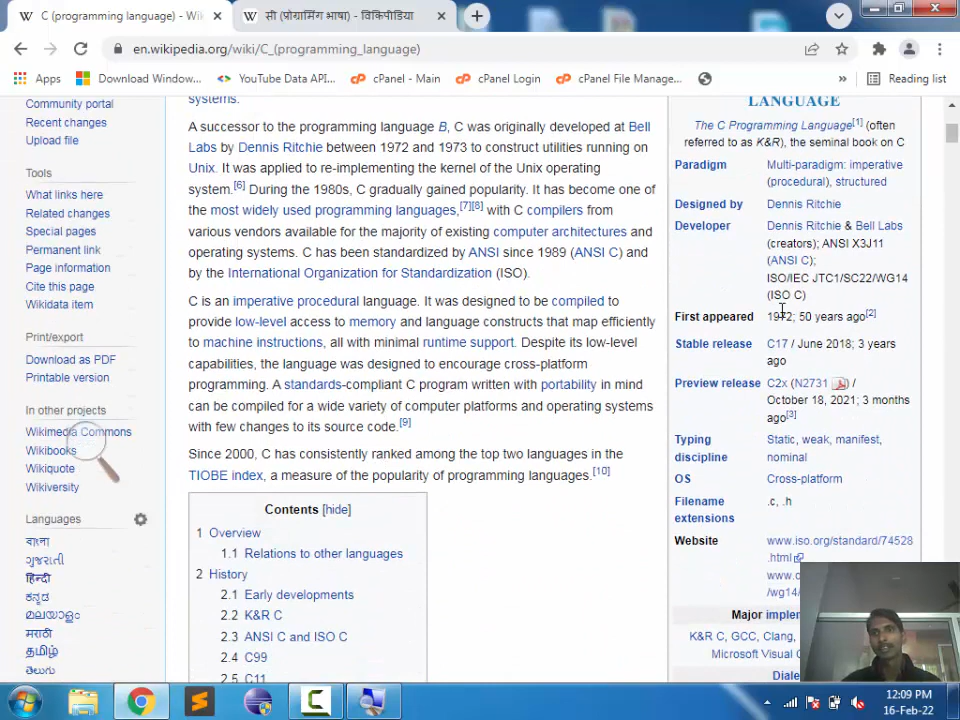 C (programming language) - Wik
सी (प्रोग्रामिंग भाषा) - विकिपीडिया
en.wikipedia.org/wiki/C_(programming_language)
Apps
Download Window...
YouTube Data API...
cPanel - Main
cPanel Login
cPanel File Manage...
»
Reading list
Community portal
Recent changes
Upload file
Tools
What links here
Related changes
Special pages
Permanent link
Page information
Cite this page
Wikidata item
Print/export
Download as PDF
Printable version
In other projects
Wikimedia Commons
Wikibooks
Wikiquote
Wikiversity
Languages
বাংলা
ગુજરાતી
हिन्दी
ಕನ್ನಡ
മലയാളം
मराठी
தமிழ்
తెలుగు
systems.
A successor to the programming language B, C was originally developed at Bell
Labs by Dennis Ritchie between 1972 and 1973 to construct utilities running on
Unix. It was applied to re-implementing the kernel of the Unix operating
system.[6] During the 1980s, C gradually gained popularity. It has become one of
the most widely used programming languages,[7][8] with C compilers from
various vendors available for the majority of existing computer architectures and
operating systems. C has been standardized by ANSI since 1989 (ANSI C) and
by the International Organization for Standardization (ISO).
C is an imperative procedural language. It was designed to be compiled to
provide low-level access to memory and language constructs that map efficiently
to machine instructions, all with minimal runtime support. Despite its low-level
capabilities, the language was designed to encourage cross-platform
programming. A standards-compliant C program written with portability in mind
can be compiled for a wide variety of computer platforms and operating systems
with few changes to its source code.[9]
Since 2000, C has consistently ranked among the top two languages in the
TIOBE index, a measure of the popularity of programming languages.[10]
Contents [hide]
1 Overview
1.1 Relations to other languages
2 History
2.1 Early developments
2.2 K&R C
2.3 ANSI C and ISO C
2.4 C99
2.5 C11
LANGUAGE
The C Programming Language[1] (often
referred to as K&R), the seminal book on C
Paradigm Multi-paradigm: imperative
(procedural), structured
Designed by Dennis Ritchie
Developer Dennis Ritchie & Bell Labs
(creators); ANSI X3J11
(ANSI C);
ISO/IEC JTC1/SC22/WG14
(ISO C)
First appeared 1972; 50 years ago[2]
Stable release C17 / June 2018; 3 years
ago
Preview release C2x (N2731 ) /
October 18, 2021; 3 months
ago[3]
Typing Static, weak, manifest,
discipline nominal
OS Cross-platform
Filename .c, .h
extensions
Website www.iso.org/standard/74528
.html
www.
/wg14/
Major
K&R C, GCC, Clang,
Microsoft Visual
12:09 PM
16-Feb-22